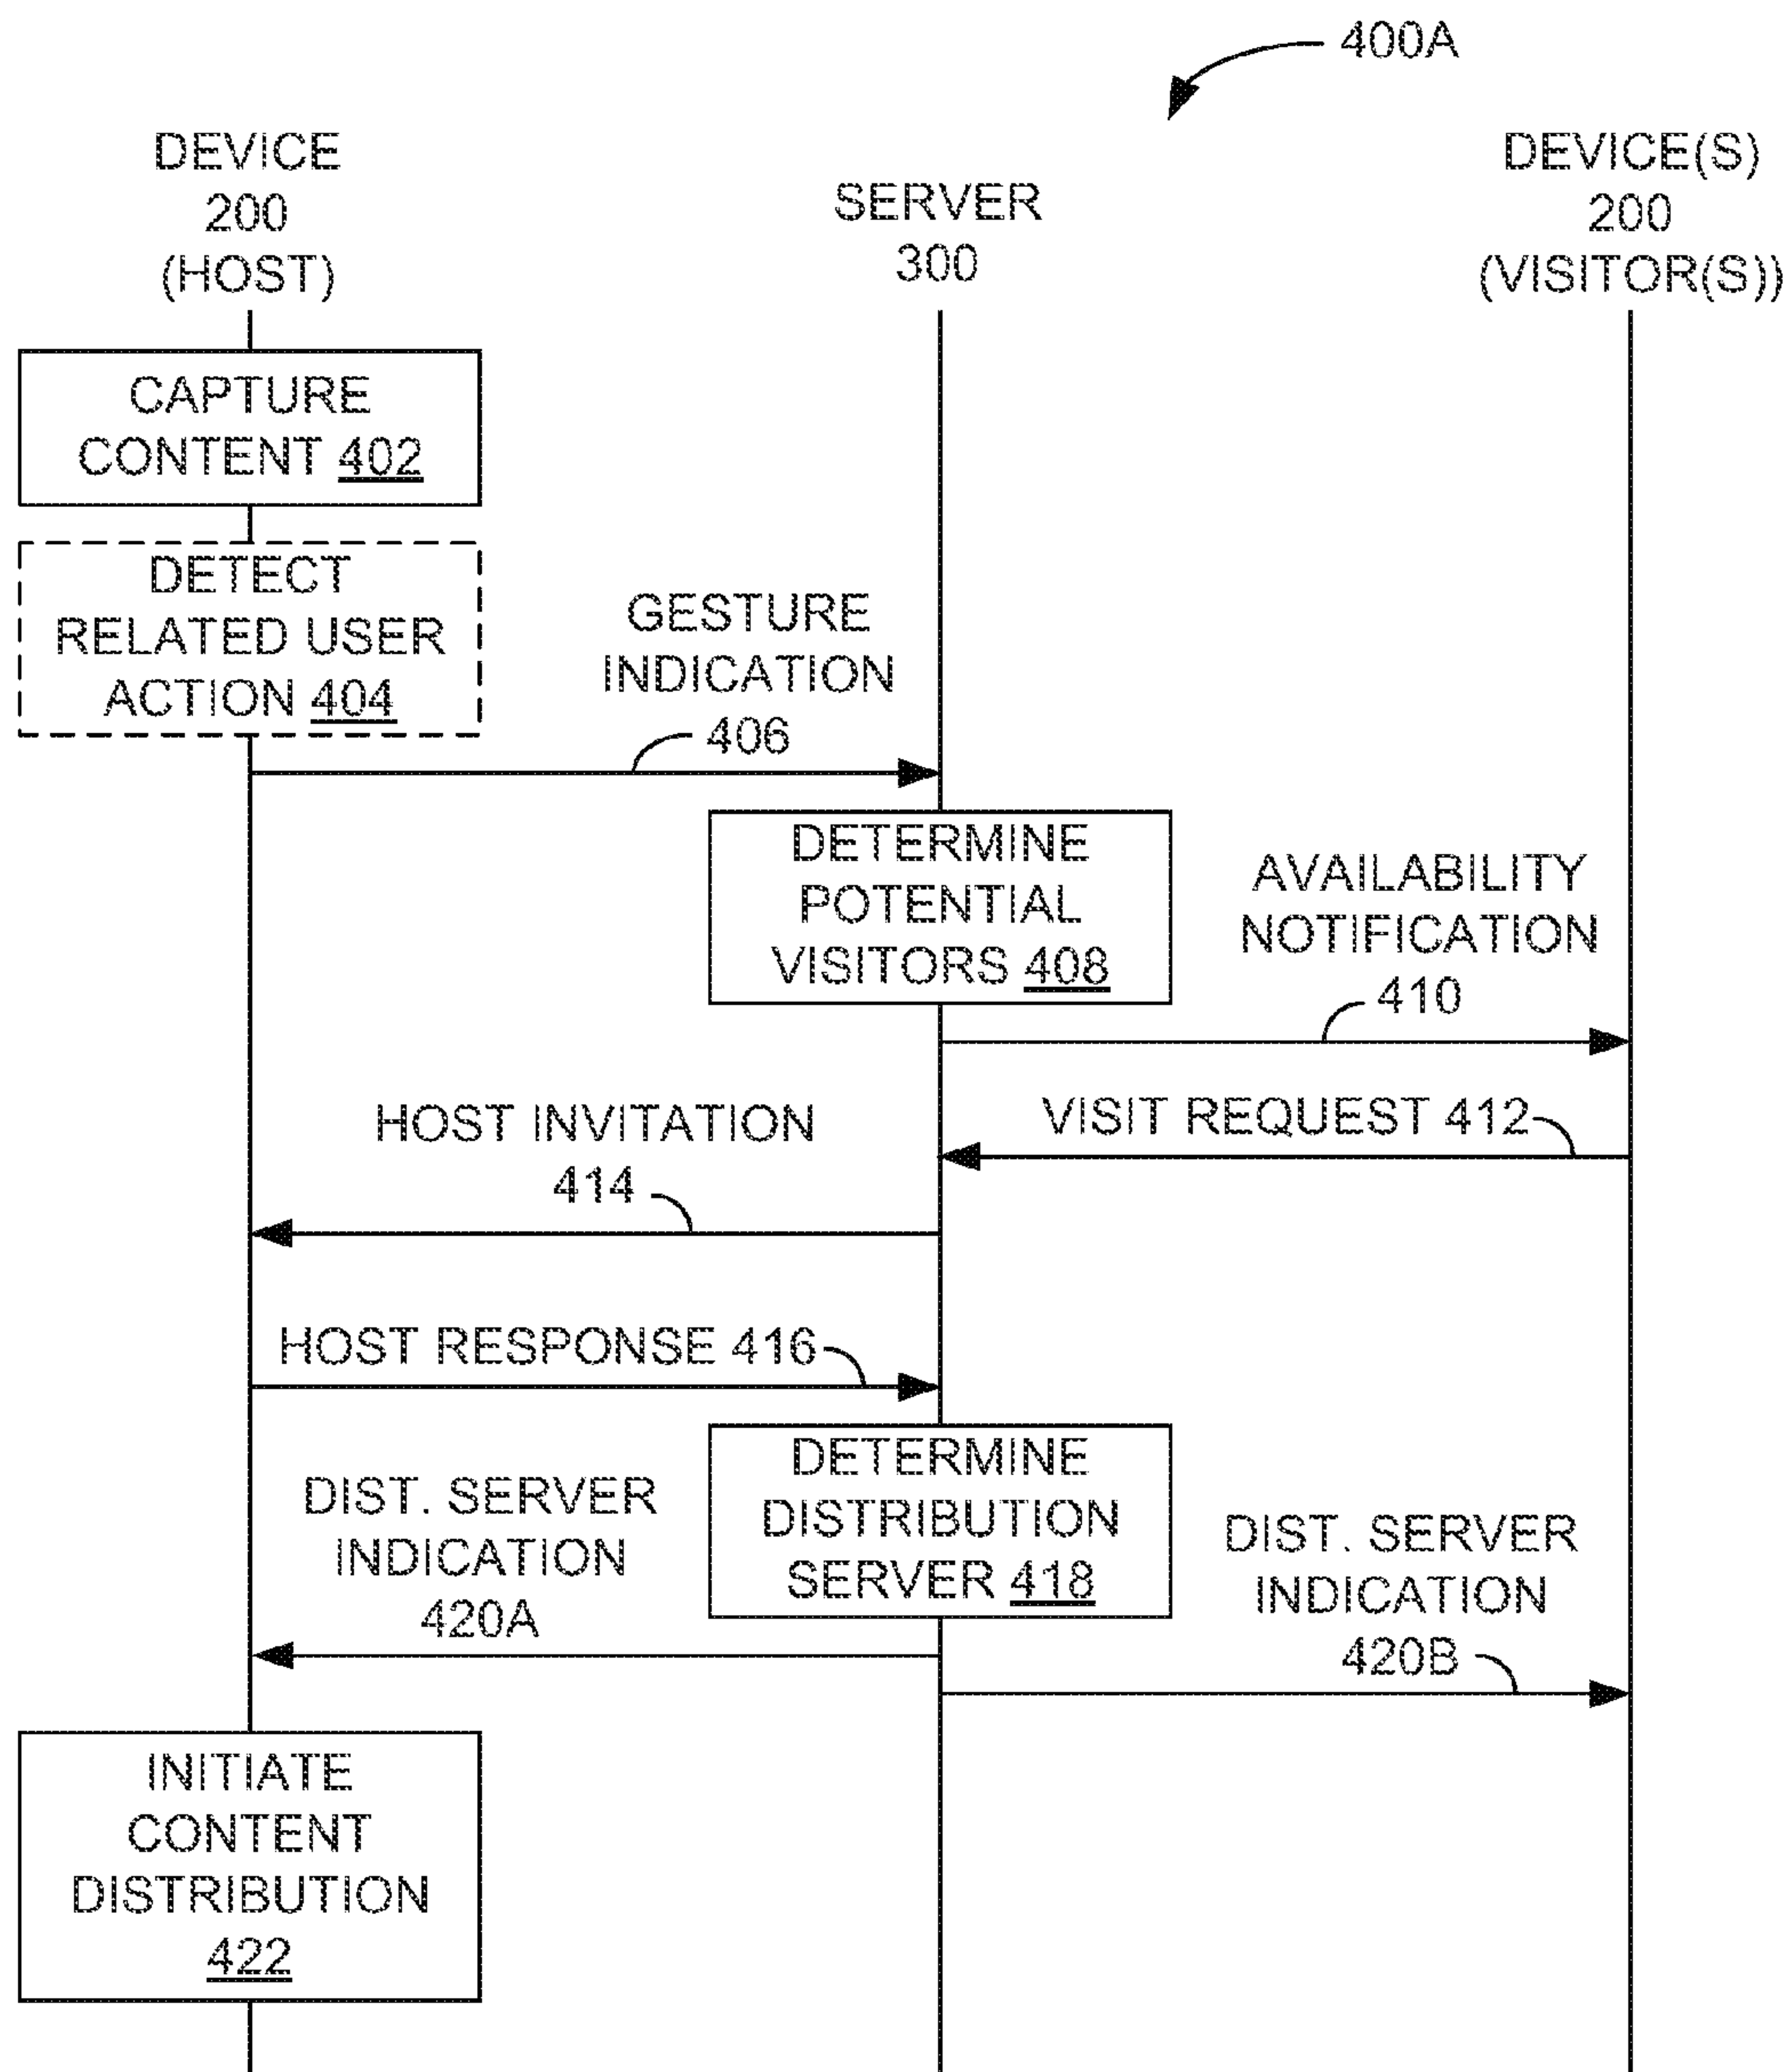 400A
DEVICE
200
(HOST)
SERVER
300
DEVICE(S)
200
(VISITOR(S))
CAPTURE
CONTENT 402
DETECT
RELATED USER
ACTION 404
GESTURE
INDICATION
406
DETERMINE
POTENTIAL
VISITORS 408
AVAILABILITY
NOTIFICATION
410
VISIT REQUEST 412
HOST INVITATION
414
HOST RESPONSE 416
DETERMINE
DISTRIBUTION
SERVER 418
DIST. SERVER
INDICATION
420A
DIST. SERVER
INDICATION
420B
INITIATE
CONTENT
DISTRIBUTION
422